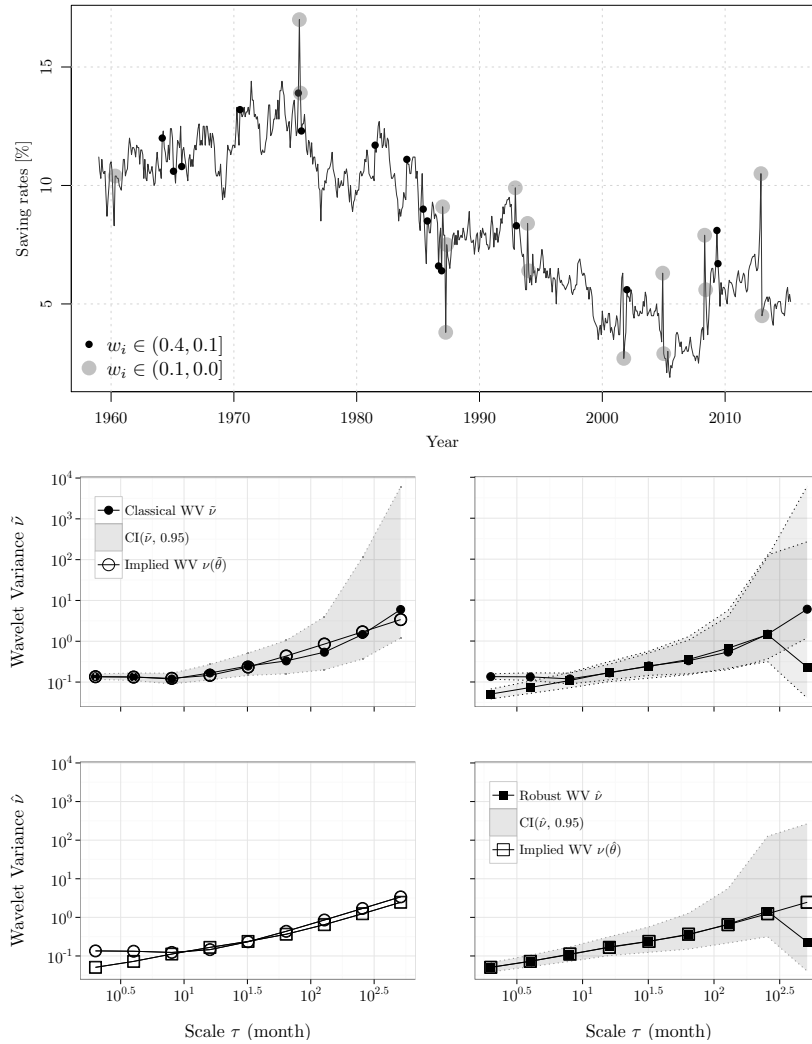 15
10
5
Saving rates [%]
w_i ∈ (0.4, 0.1]
w_i ∈ (0.1, 0.0]
1960 1970 1980 1990 2000 2010
Year
10^4
10^3
10^2
10^1
10^0
10^-1
Wavelet Variance ν̃
Classical WV ν̃
CI(ν̃, 0.95)
Implied WV ν(θ̃)
10^4
10^3
10^2
10^1
10^0
10^-1
Wavelet Variance ν̂
Robust WV ν̂
CI(ν̂, 0.95)
Implied WV ν(θ̂)
10^0.5 10^1 10^1.5 10^2 10^2.5
10^0.5 10^1 10^1.5 10^2 10^2.5
Scale τ (month)
Scale τ (month)